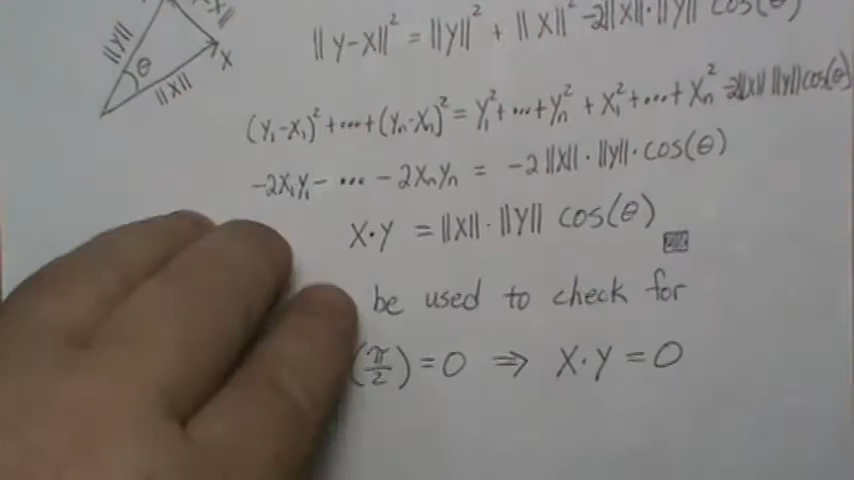 ||Y|| θ ||X|| X
||Y-X||² = ||Y||² + ||X||² -2||X||·||Y|| cos(θ)
(Y₁-X₁)² + ··· + (Yₙ-Xₙ)² = Y₁² + ··· + Yₙ² + X₁² + ··· + Xₙ² -2||X|| ||Y|| cos(θ)
-2X₁Y₁ - ··· - 2XₙYₙ = -2||X||·||Y||·cos(θ)
X·Y = ||X||·||Y|| cos(θ)
be used to check for
(π/2) = 0 ⇒ X·Y = 0